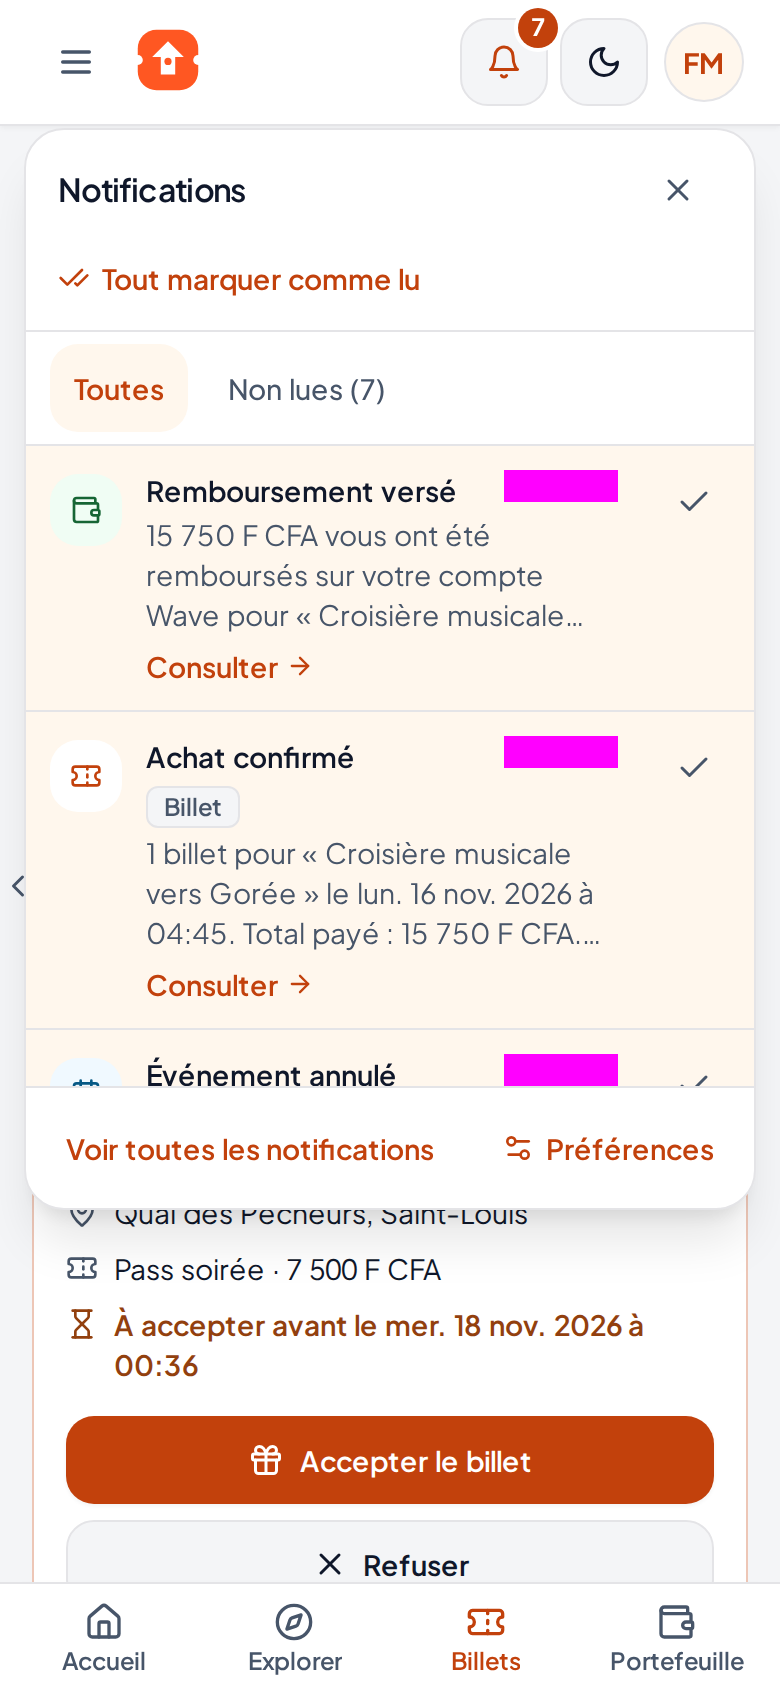 7
FM
Notifications
Tout marquer comme lu
Toutes
Non lues (7)
Remboursement versé
15 750 F CFA vous ont été
remboursés sur votre compte
Wave pour « Croisière musicale…
Consulter →
Achat confirmé
Billet
1 billet pour « Croisière musicale
vers Gorée » le lun. 16 nov. 2026 à
04:45. Total payé : 15 750 F CFA.…
Consulter →
Événement annulé
Voir toutes les notifications
Préférences
Quai des Pêcheurs, Saint-Louis
Pass soirée · 7 500 F CFA
À accepter avant le mer. 18 nov. 2026 à
00:36
Accepter le billet
Refuser
Accueil
Explorer
Billets
Portefeuille